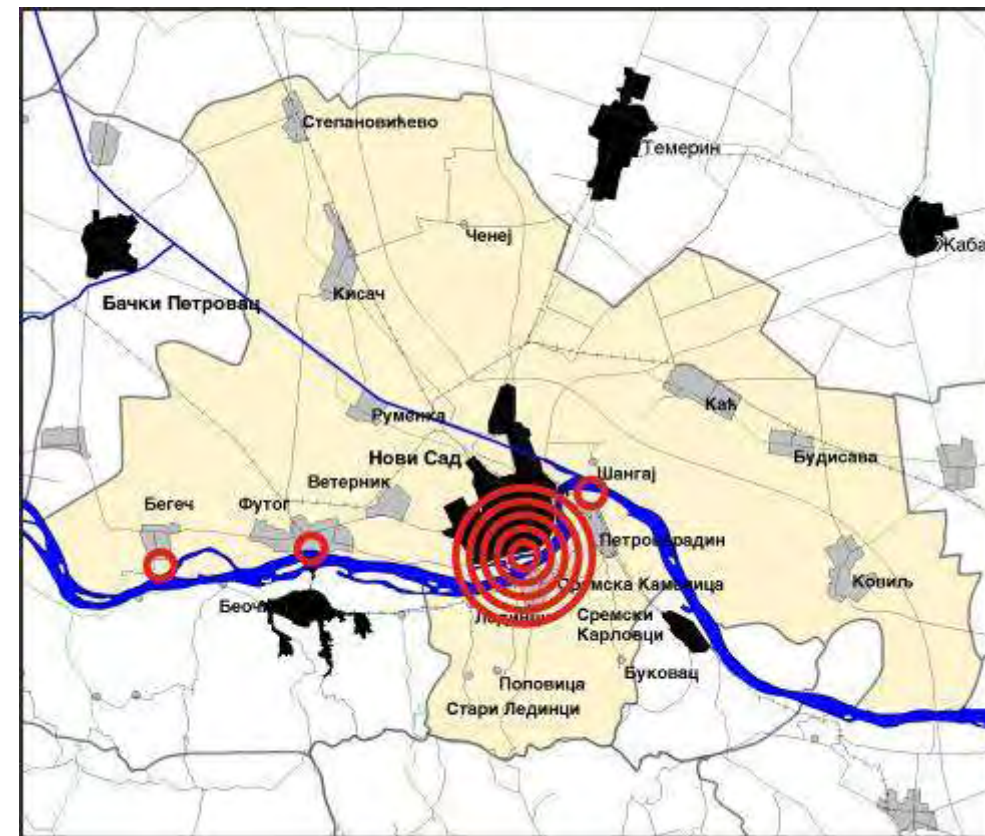 Степановићево
Темерин
Ченеј
Жаба
Кисач
Бачки Петровац
Руменка
Каћ
Нови Сад
Будисава
Шангај
Ветерник
Бегеч
Футог
Петроварадин
Сремска Каменица
Ковиљ
Беоч
Сремски
Карловци
Буковац
Поповица
Стари Лединци